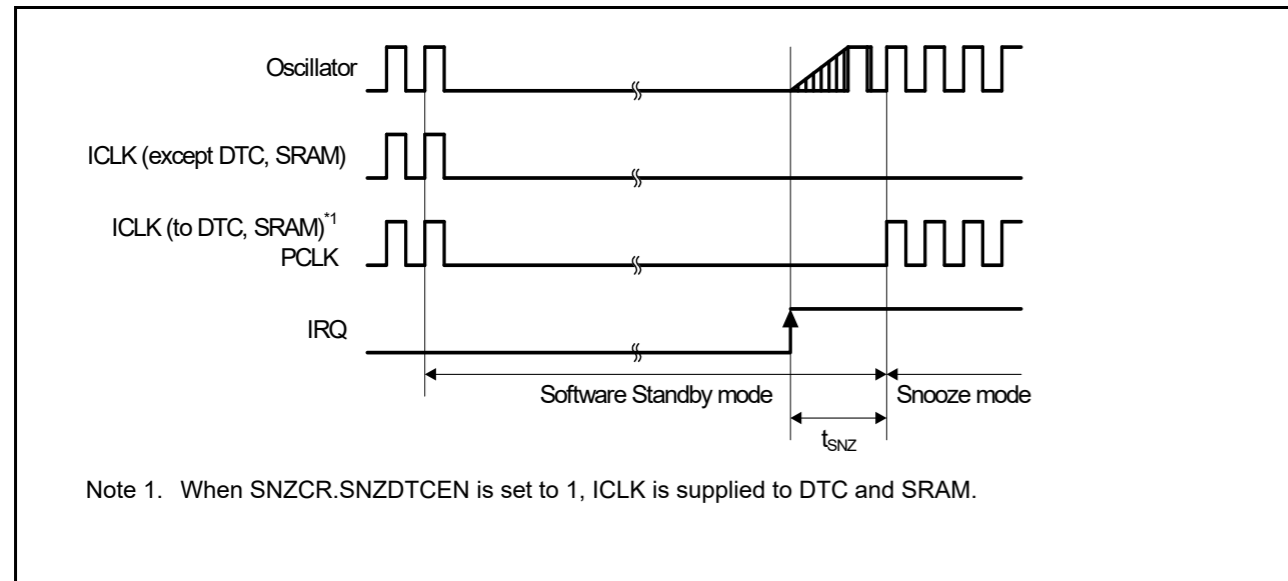 Oscillator
ICLK (except DTC, SRAM)
ICLK (to DTC, SRAM)*1
PCLK
IRQ
Software Standby mode
Snooze mode
tSNZ
Note 1. When SNZCR.SNZDTCEN is set to 1, ICLK is supplied to DTC and SRAM.